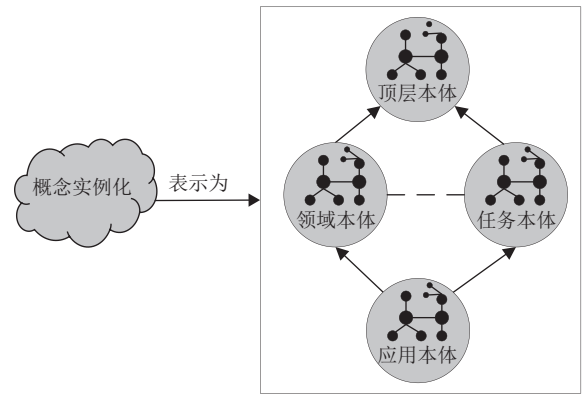 顶层本体
概念实例化
表示为
领域本体
任务本体
应用本体